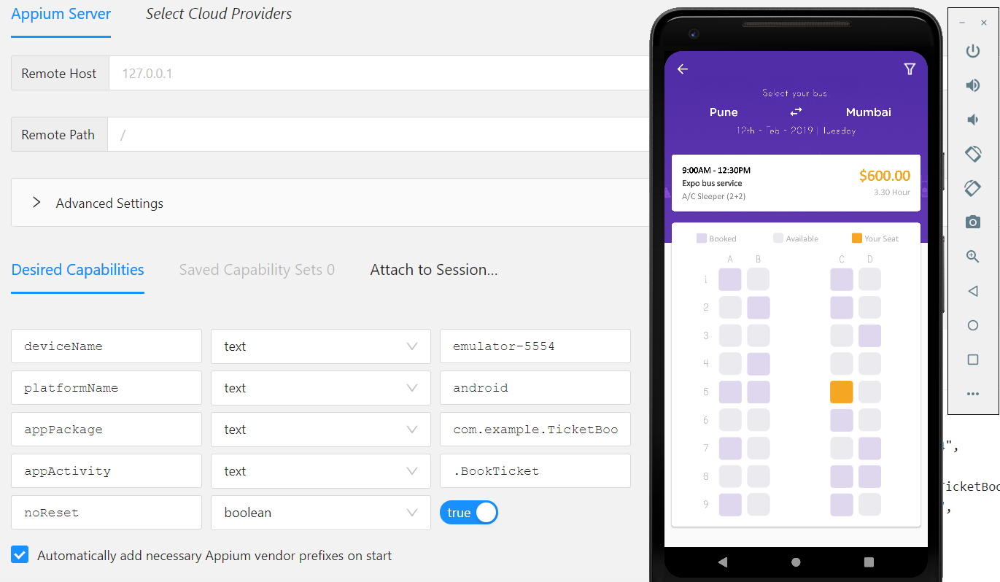 Appium Server Select Cloud Providers
Remote Host 127.0.0.1
Remote Path /
Advanced Settings
Desired Capabilities Saved Capability Sets 0 Attach to Session...
deviceName text emulator-5554
platformName text android
appPackage text com.example.TicketBoo
appActivity text .BookTicket
noReset boolean true
Automatically add necessary Appium vendor prefixes on start
Select your bus.
Pune Mumbai
12th - Feb - 2019 | Tuesday
9:00AM - 12:30PM
$600.00
Expo bus service
A/C Sleeper (2+2)
3.30 Hour
Booked Available Your Seat
A B C D
1
2
3
4
5
6
7
8
9
",
icketBoo
,